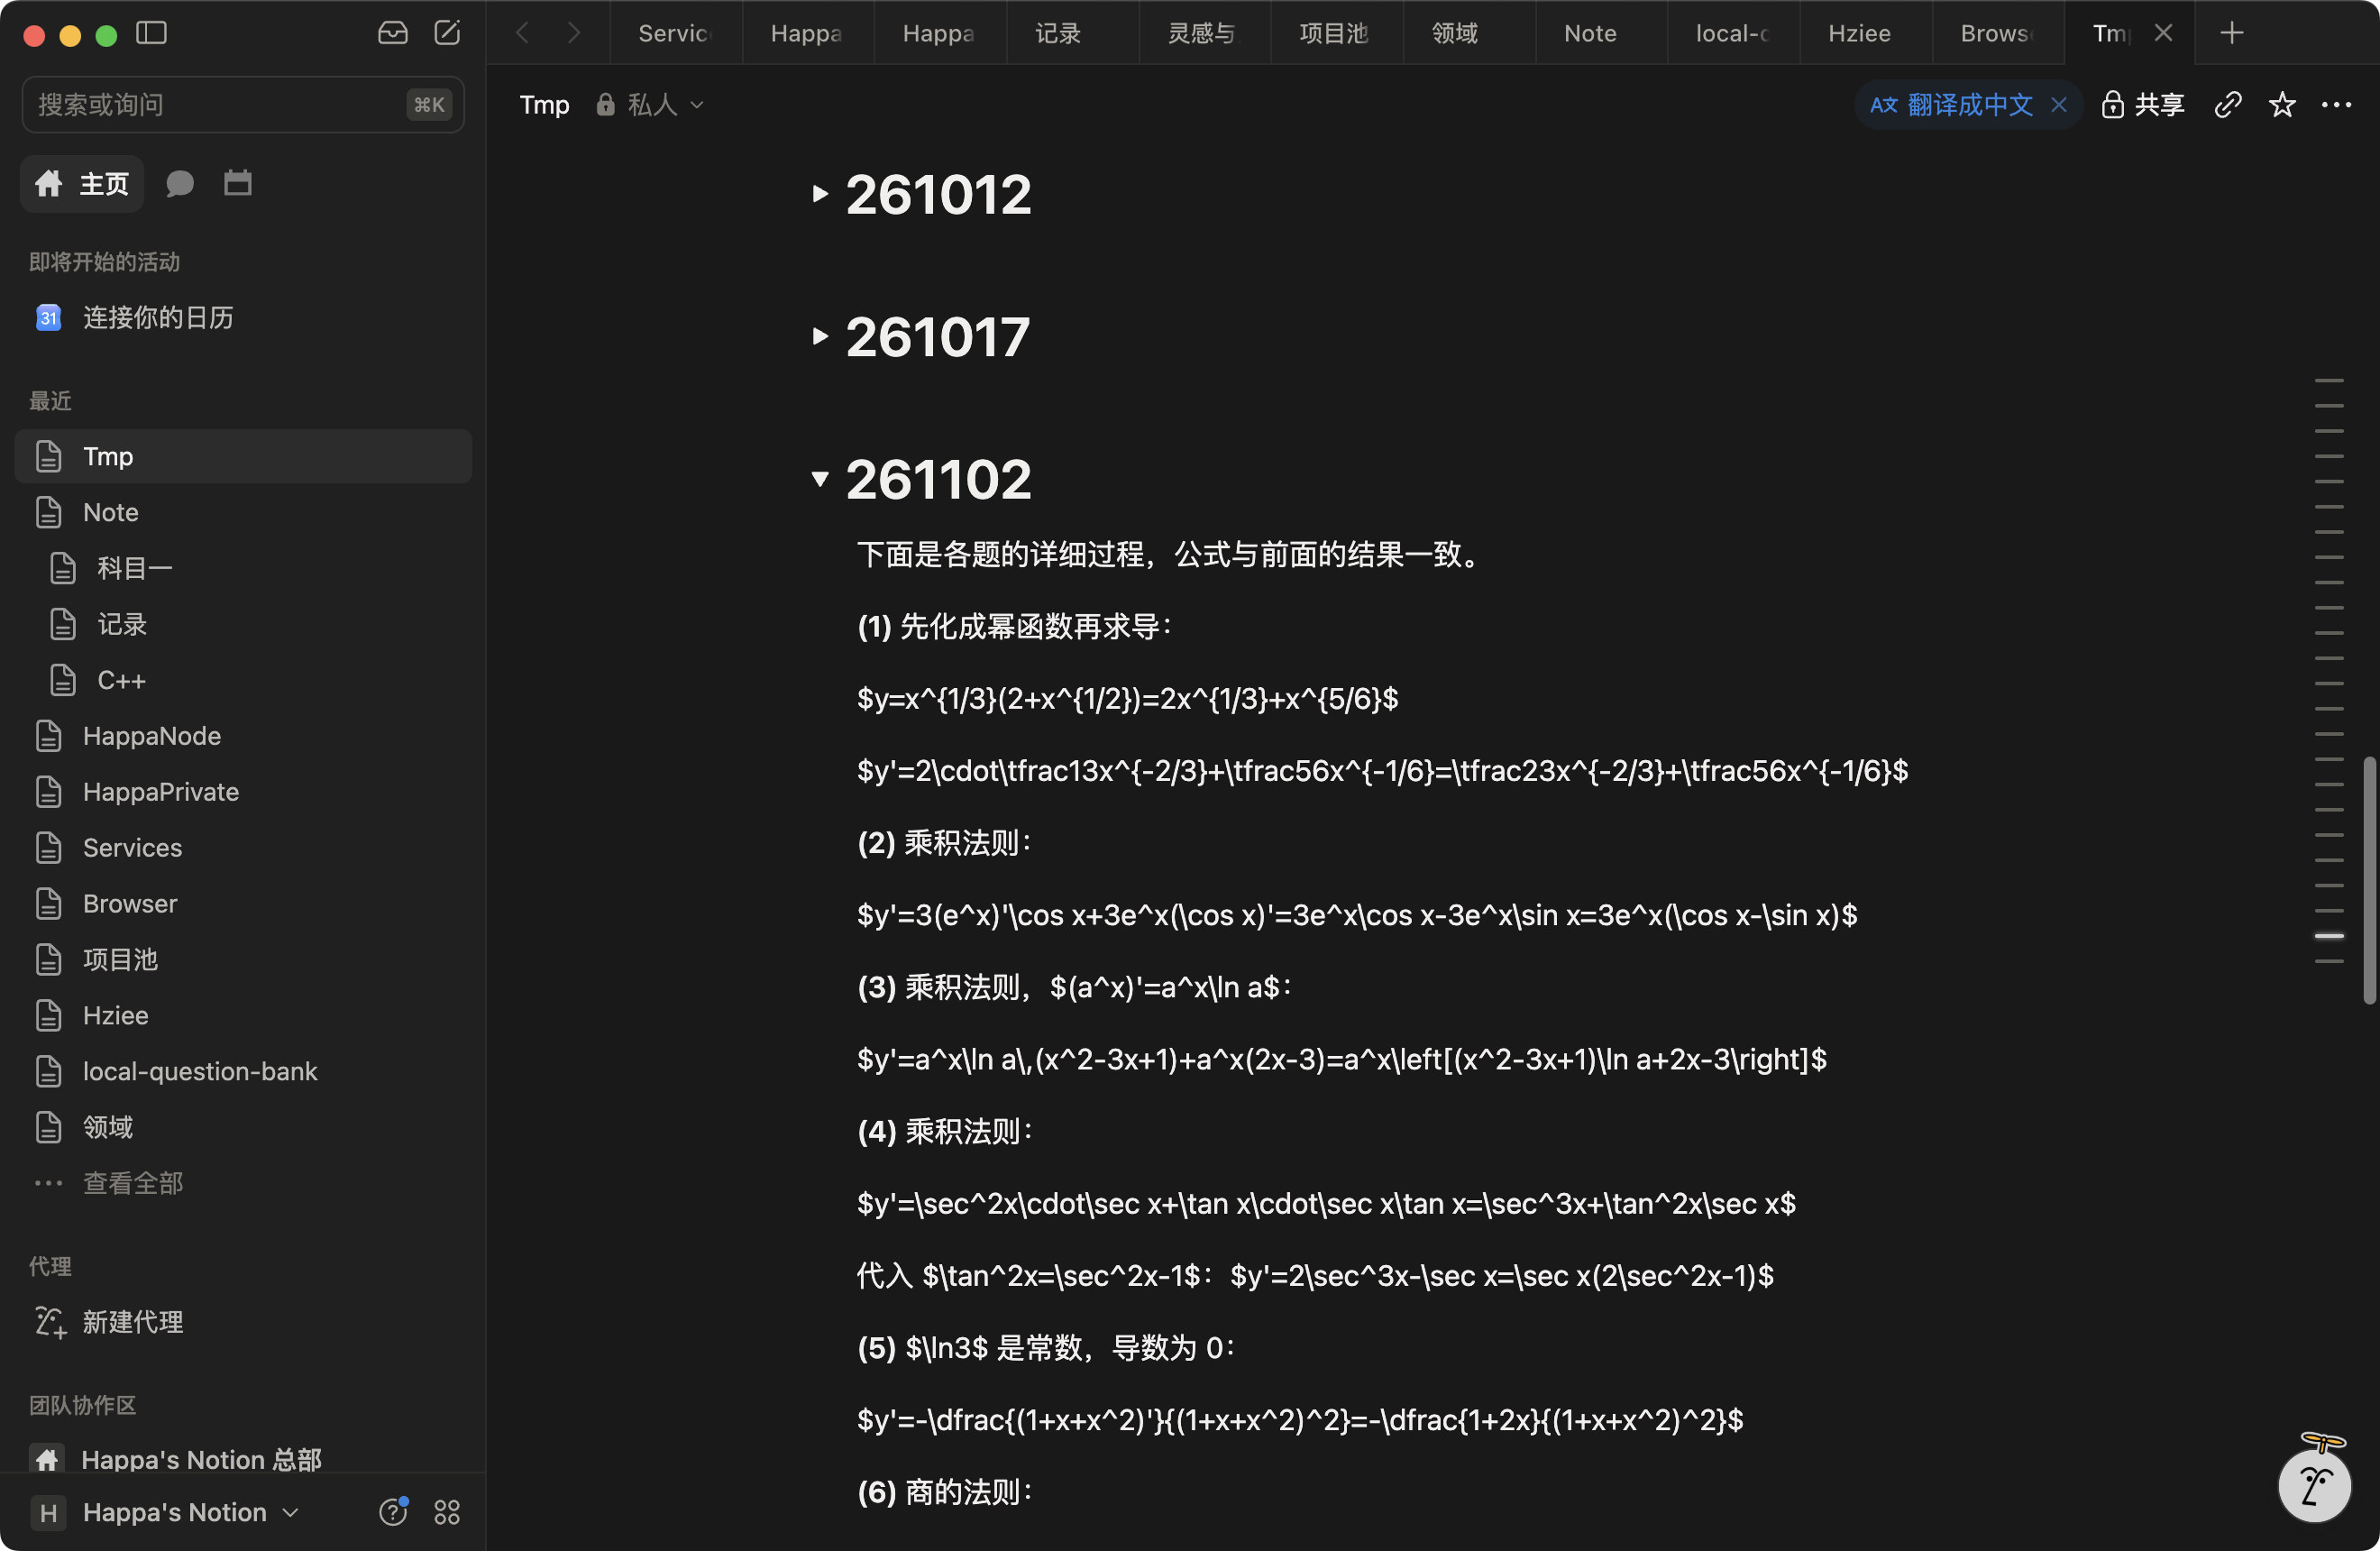 Servic
Happa
Happa
记录
灵感与
项目池
领域
Note
local-c
Hziee
Brows
Tm
搜索或询问
⌘K
Tmp
私人
翻译成中文
共享
主页
即将开始的活动
31
连接你的日历
最近
Tmp
Note
科目一
记录
C++
HappaNode
HappaPrivate
Services
Browser
项目池
Hziee
local-question-bank
领域
查看全部
代理
新建代理
团队协作区
Happa's Notion 总部
H
Happa's Notion
261012
261017
261102
下面是各题的详细过程，公式与前面的结果一致。
(1) 先化成幂函数再求导：
$y=x^{1/3}(2+x^{1/2})=2x^{1/3}+x^{5/6}$
$y'=2\cdot\tfrac13x^{-2/3}+\tfrac56x^{-1/6}=\tfrac23x^{-2/3}+\tfrac56x^{-1/6}$
(2) 乘积法则：
$y'=3(e^x)'\cos x+3e^x(\cos x)'=3e^x\cos x-3e^x\sin x=3e^x(\cos x-\sin x)$
(3) 乘积法则，$(a^x)'=a^x\ln a$：
$y'=a^x\ln a\,(x^2-3x+1)+a^x(2x-3)=a^x\left[(x^2-3x+1)\ln a+2x-3\right]$
(4) 乘积法则：
$y'=\sec^2x\cdot\sec x+\tan x\cdot\sec x\tan x=\sec^3x+\tan^2x\sec x$
代入 $\tan^2x=\sec^2x-1$：$y'=2\sec^3x-\sec x=\sec x(2\sec^2x-1)$
(5) $\ln3$ 是常数，导数为 0：
$y'=-\dfrac{(1+x+x^2)'}{(1+x+x^2)^2}=-\dfrac{1+2x}{(1+x+x^2)^2}$
(6) 商的法则：